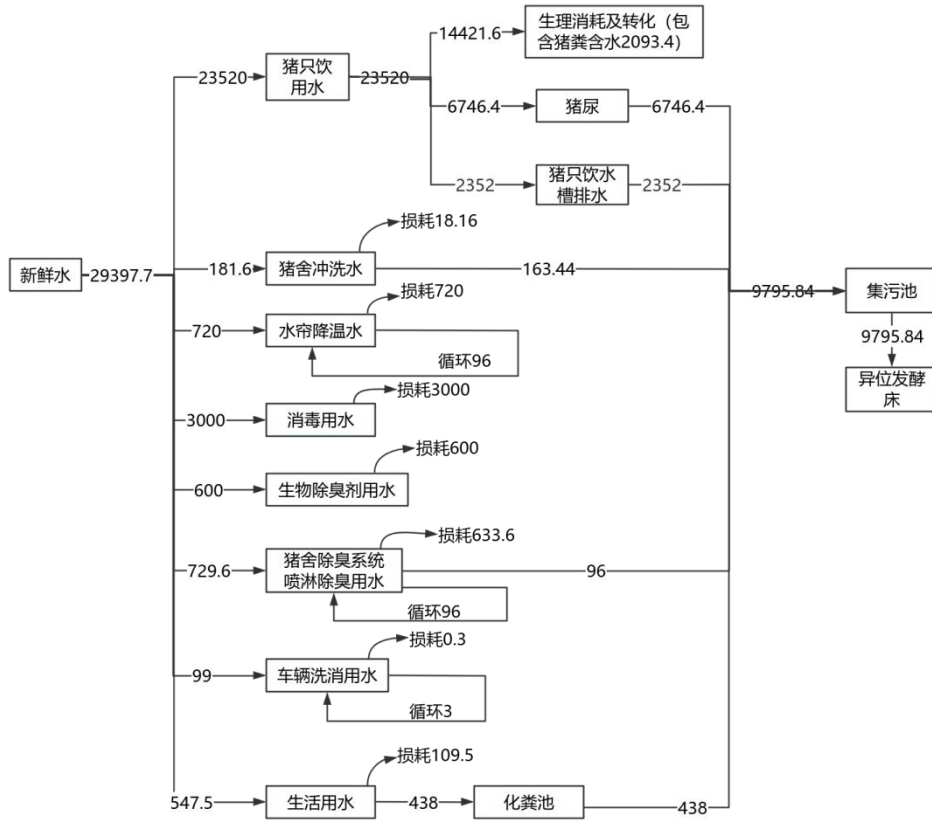 14421.6
生理消耗及转化（包
含猪粪含水2093.4）
23520
猪只饮
用水
23520
6746.4
猪尿
6746.4
2352
猪只饮水
槽排水
2352
损耗18.16
新鲜水
29397.7
181.6
猪舍冲洗水
163.44
9795.84
集污池
损耗720
720
水帘降温水
循环96
9795.84
异位发酵
床
损耗3000
3000
消毒用水
损耗600
600
生物除臭剂用水
损耗633.6
729.6
猪舍除臭系统
喷淋除臭用水
96
循环96
损耗0.3
99
车辆洗消用水
循环3
损耗109.5
547.5
生活用水
438
化粪池
438